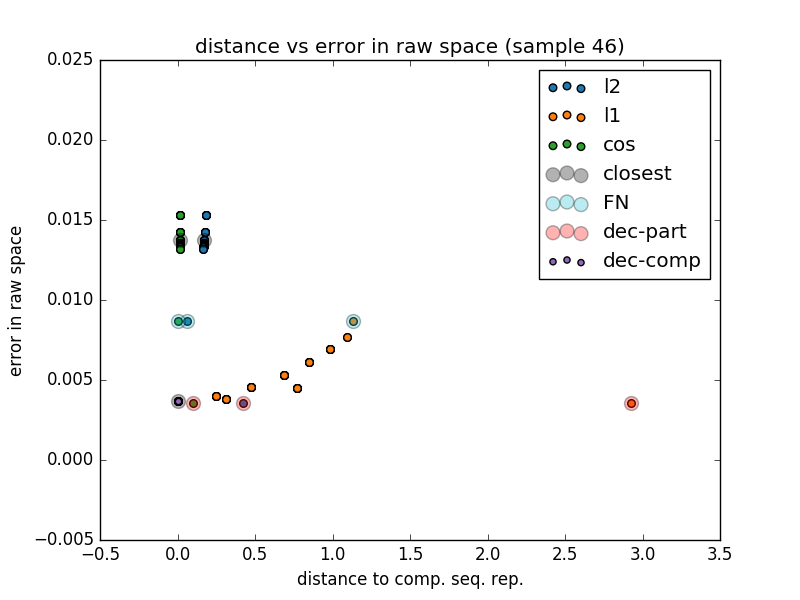 distance vs error in raw space (sample 46)
0.025
0.020
0.015
0.010
0.005
0.000
−0.005
error in raw space
l2
l1
cos
closest
FN
dec-part
dec-comp
−0.5 0.0 0.5 1.0 1.5 2.0 2.5 3.0 3.5
distance to comp. seq. rep.